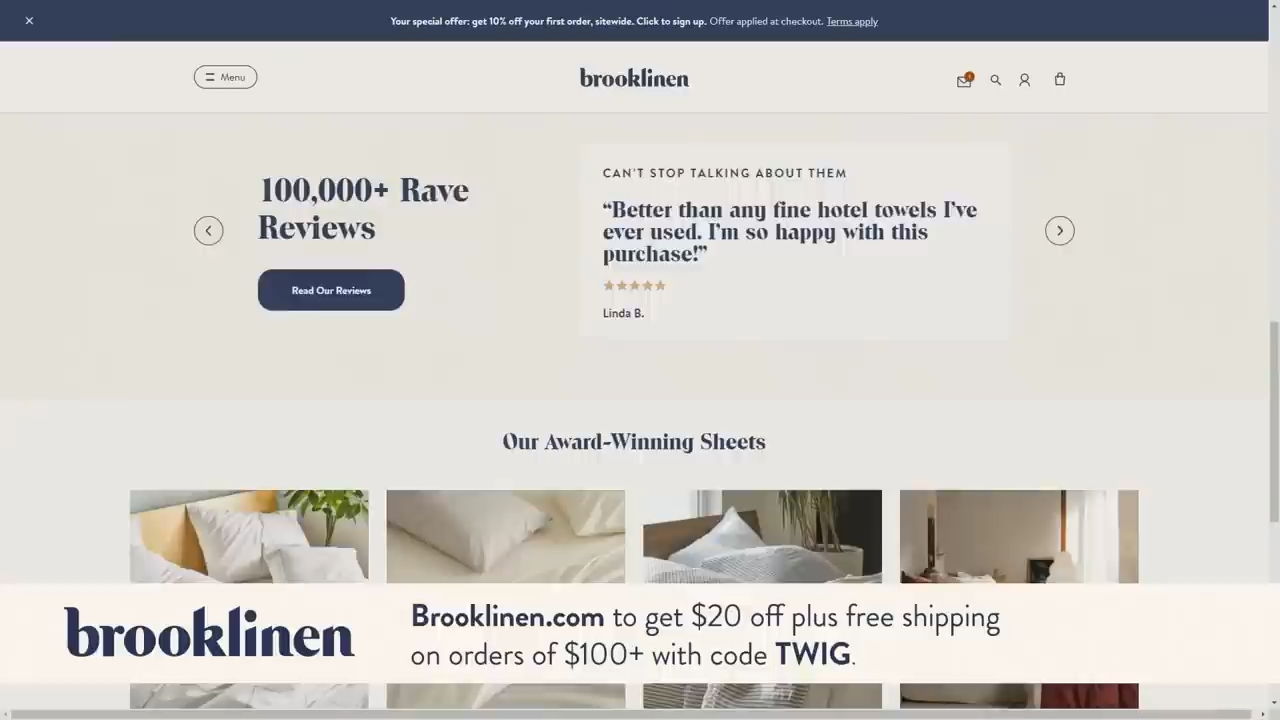 Your special offer: get 10% off your first order, sitewide. Click to sign up. Offer applied at checkout. Terms apply
Menu
brooklinen
100,000+ Rave
Reviews
Read Our Reviews
CAN'T STOP TALKING ABOUT THEM
“Better than any fine hotel towels I’ve
ever used. I’m so happy with this
purchase!”
Linda B.
Our Award-Winning Sheets
brooklinen
Brooklinen.com to get $20 off plus free shipping
on orders of $100+ with code TWIG.